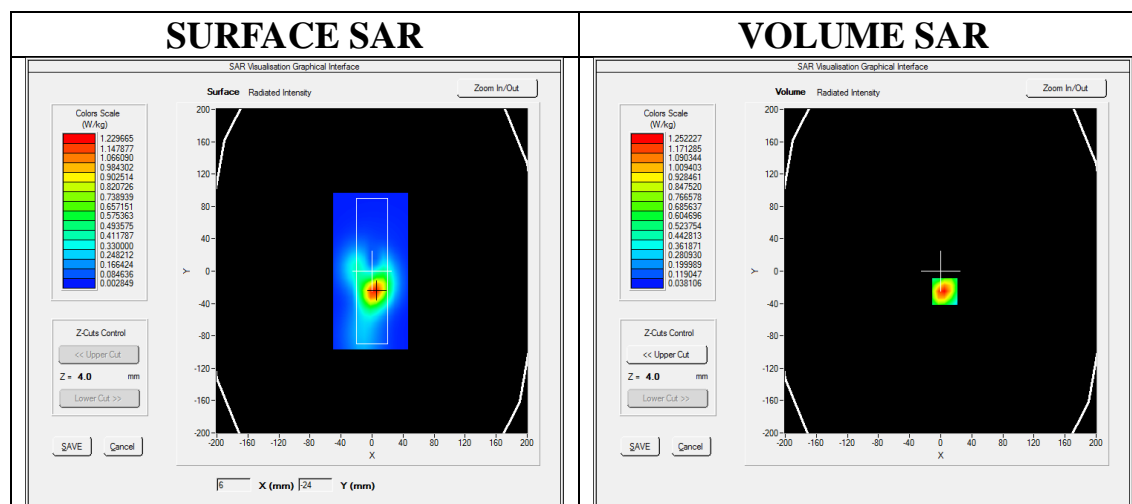 SURFACE SAR
SAR Visualisation Graphical Interface
Surface Radiated Intensity
Zoom In/Out
Colors Scale
(W/kg)
1.229665
1.147877
1.066090
0.984302
0.902514
0.820726
0.738939
0.657151
0.575363
0.493575
0.411787
0.330000
0.248212
0.166424
0.084636
0.002849
Z-Cuts Control
<< Upper Cut
Z = 4.0 mm
Lower Cut >>
SAVE Cancel
200
160
120
80
40
0
-40
-80
-120
-160
-200
Y
-200 -160 -120 -80 -40 0 40 80 120 160 200
X
6 X (mm) -24 Y (mm)
VOLUME SAR
SAR Visualisation Graphical Interface
Volume Radiated Intensity
Zoom In/Out
Colors Scale
(W/kg)
1.252227
1.171285
1.090344
1.009403
0.928461
0.847520
0.766578
0.685637
0.604696
0.523754
0.442813
0.361871
0.280930
0.199989
0.119047
0.038106
Z-Cuts Control
<< Upper Cut
Z = 4.0 mm
Lower Cut >>
SAVE Cancel
200
160
120
80
40
0
-40
-80
-120
-160
-200
Y
-200 -160 -120 -80 -40 0 40 80 120 160 200
X